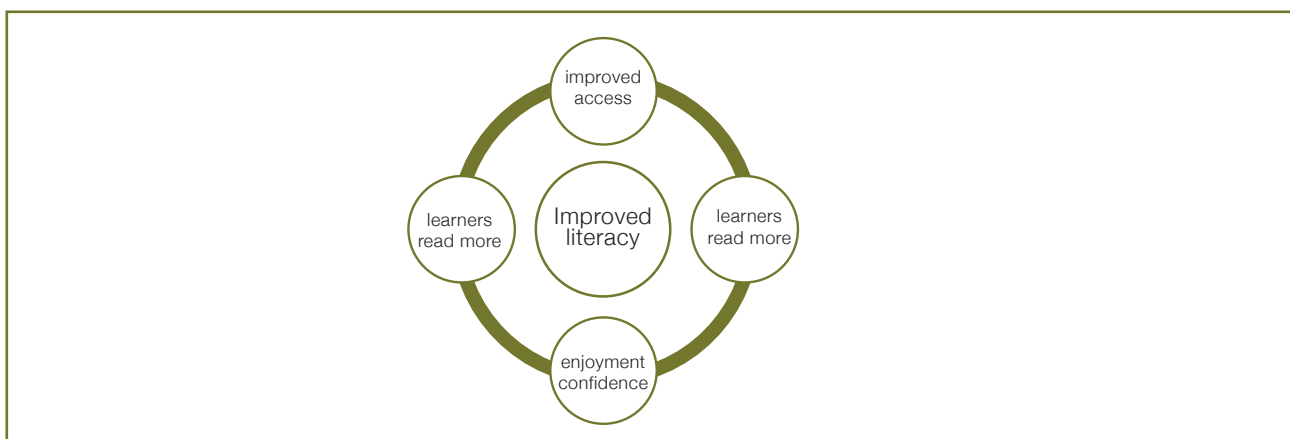 improved
access
learners
read more
Improved
literacy
learners
read more
enjoyment
confidence